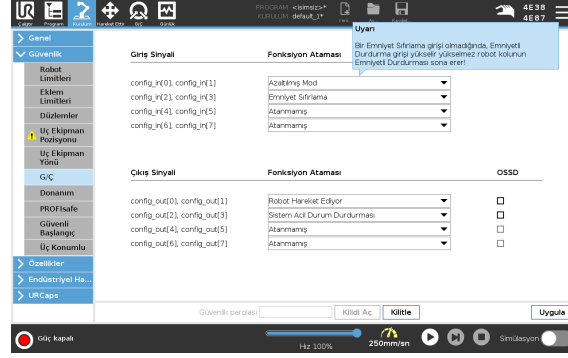 PROGRAM <isimsiz>*
KURULUM default_1*
4E3B
4E87
Çalıştır
Program
Kurulum
Hareket Ettir
G/Ç
Günlük
Yeni...
Aç...
Kaydet...
Uyarı
Bir Emniyet Sıfırlama girişi olmadığında, Emniyetli
Durdurma girişi yükselir yükselmez robot kolunun
Emniyetli Durdurması sona erer!
Genel
Güvenlik
Robot
Limitleri
Eklem
Limitleri
Düzlemler
Uç Ekipman
Pozisyonu
Uç Ekipman
Yönü
G/Ç
Donanım
PROFIsafe
Güvenli
Başlangıç
Üç Konumlu
Özellikler
Endüstriyel Ha...
URCaps
Giriş Sinyali
Fonksiyon Ataması
config_in[0], config_in[1]
Azaltılmış Mod
config_in[2], config_in[3]
Emniyet Sıfırlama
config_in[4], config_in[5]
Atanmamış
config_in[6], config_in[7]
Atanmamış
Çıkış Sinyali
Fonksiyon Ataması
OSSD
config_out[0], config_out[1]
Robot Hareket Ediyor
config_out[2], config_out[3]
Sistem Acil Durum Durdurması
config_out[4], config_out[5]
Atanmamış
config_out[6], config_out[7]
Atanmamış
Güvenlik parolası
Kilidi Aç
Kilitle
Uygula
Güç kapalı
Hız 100%
250mm/sn
Simülasyon